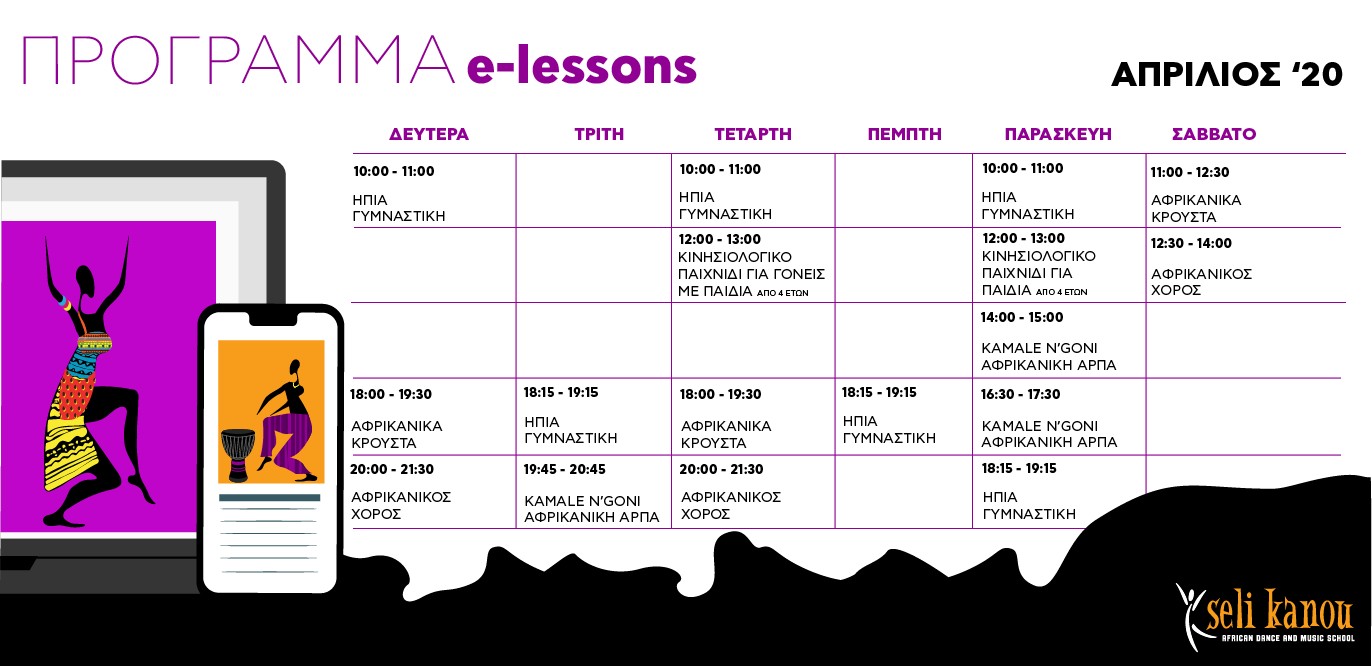 ΠΡΟΓΡΑΜΜΑ e-lessons
ΑΠΡΙΛΙΟΣ ‘20
ΔΕΥΤΕΡΑ
ΤΡΙΤΗ
ΤΕΤΑΡΤΗ
ΠΕΜΠΤΗ
ΠΑΡΑΣΚΕΥΗ
ΣΑΒΒΑΤΟ
10:00 - 11:00
ΗΠΙΑ
ΓΥΜΝΑΣΤΙΚΗ
10:00 - 11:00
ΗΠΙΑ
ΓΥΜΝΑΣΤΙΚΗ
10:00 - 11:00
ΗΠΙΑ
ΓΥΜΝΑΣΤΙΚΗ
11:00 - 12:30
ΑΦΡΙΚΑΝΙΚΑ
ΚΡΟΥΣΤΑ
12:00 - 13:00
ΚΙΝΗΣΙΟΛΟΓΙΚΟ
ΠΑΙΧΝΙΔΙ ΓΙΑ ΓΟΝΕΙΣ
ΜΕ ΠΑΙΔΙΑ ΑΠΟ 4 ΕΤΩΝ
12:00 - 13:00
ΚΙΝΗΣΙΟΛΟΓΙΚΟ
ΠΑΙΧΝΙΔΙ ΓΙΑ
ΠΑΙΔΙΑ ΑΠΟ 4 ΕΤΩΝ
12:30 - 14:00
ΑΦΡΙΚΑΝΙΚΟΣ
ΧΟΡΟΣ
14:00 - 15:00
KAMALE N’GONI
ΑΦΡΙΚΑΝΙΚΗ ΑΡΠΑ
18:00 - 19:30
ΑΦΡΙΚΑΝΙΚΑ
ΚΡΟΥΣΤΑ
18:15 - 19:15
ΗΠΙΑ
ΓΥΜΝΑΣΤΙΚΗ
18:00 - 19:30
ΑΦΡΙΚΑΝΙΚΑ
ΚΡΟΥΣΤΑ
18:15 - 19:15
ΗΠΙΑ
ΓΥΜΝΑΣΤΙΚΗ
16:30 - 17:30
KAMALE N’GONI
ΑΦΡΙΚΑΝΙΚΗ ΑΡΠΑ
20:00 - 21:30
ΑΦΡΙΚΑΝΙΚΟΣ
ΧΟΡΟΣ
19:45 - 20:45
KAMALE N’GONI
ΑΦΡΙΚΑΝΙΚΗ ΑΡΠΑ
20:00 - 21:30
ΑΦΡΙΚΑΝΙΚΟΣ
ΧΟΡΟΣ
18:15 - 19:15
ΗΠΙΑ
ΓΥΜΝΑΣΤΙΚΗ
seli kanou
AFRICAN DANCE AND MUSIC SCHOOL